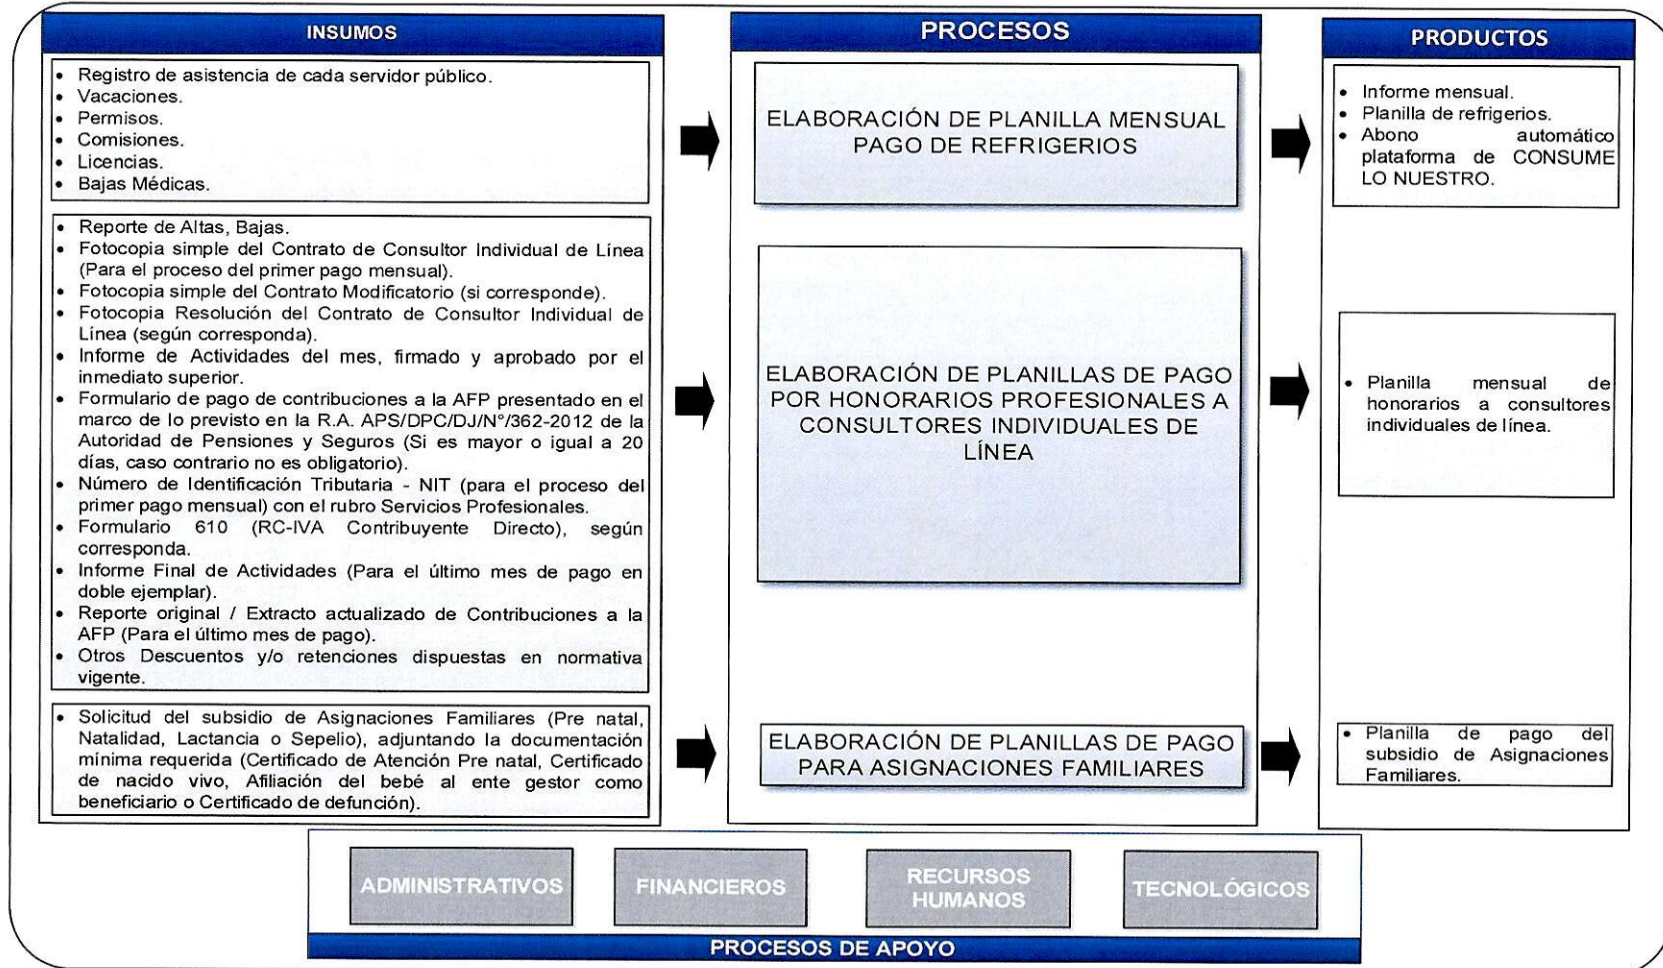 INSUMOS
• Registro de asistencia de cada servidor público.
• Vacaciones.
• Permisos.
• Comisiones.
• Licencias.
• Bajas Médicas.
• Reporte de Altas, Bajas.
• Fotocopia simple del Contrato de Consultor Individual de Línea
(Para el proceso del primer pago mensual).
• Fotocopia simple del Contrato Modificatorio (si corresponde).
• Fotocopia Resolución del Contrato de Consultor Individual de
Línea (según corresponda).
• Informe de Actividades del mes, firmado y aprobado por el
inmediato superior.
• Formulario de pago de contribuciones a la AFP presentado en el
marco de lo previsto en la R.A. APS/DPC/DJ/N°/362-2012 de la
Autoridad de Pensiones y Seguros (Si es mayor o igual a 20
días, caso contrario no es obligatorio).
• Número de Identificación Tributaria - NIT (para el proceso del
primer pago mensual) con el rubro Servicios Profesionales.
• Formulario 610 (RC-IVA Contribuyente Directo), según
corresponda.
• Informe Final de Actividades (Para el último mes de pago en
doble ejemplar).
• Reporte original / Extracto actualizado de Contribuciones a la
AFP (Para el último mes de pago).
• Otros Descuentos y/o retenciones dispuestas en normativa
vigente.
• Solicitud del subsidio de Asignaciones Familiares (Pre natal,
Natalidad, Lactancia o Sepelio), adjuntando la documentación
mínima requerida (Certificado de Atención Pre natal, Certificado
de nacido vivo, Afiliación del bebé al ente gestor como
beneficiario o Certificado de defunción).
PROCESOS
ELABORACIÓN DE PLANILLA MENSUAL
PAGO DE REFRIGERIOS
ELABORACIÓN DE PLANILLAS DE PAGO
POR HONORARIOS PROFESIONALES A
CONSULTORES INDIVIDUALES DE
LÍNEA
ELABORACIÓN DE PLANILLAS DE PAGO
PARA ASIGNACIONES FAMILIARES
PRODUCTOS
• Informe mensual.
• Planilla de refrigerios.
• Abono automático
plataforma de CONSUME
LO NUESTRO.
• Planilla mensual de
honorarios a consultores
individuales de línea.
• Planilla de pago del
subsidio de Asignaciones
Familiares.
ADMINISTRATIVOS
FINANCIEROS
RECURSOS
HUMANOS
TECNOLÓGICOS
PROCESOS DE APOYO